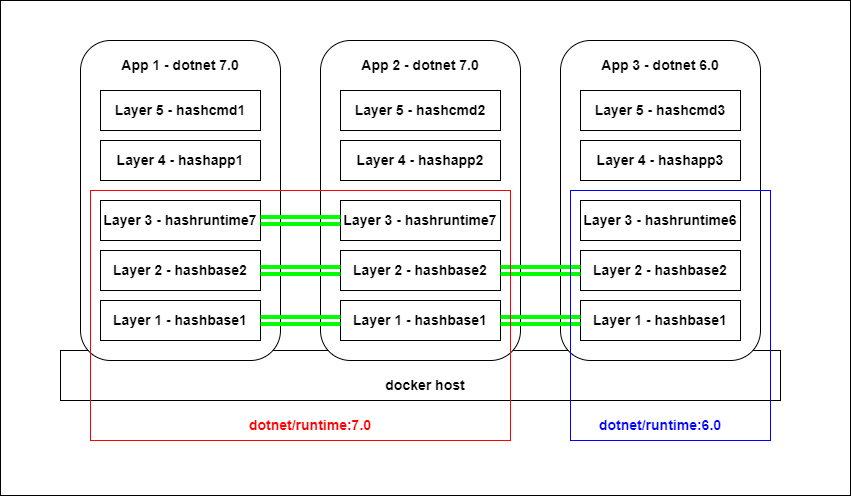 App 1 - dotnet 7.0
Layer 5 - hashcmd1
Layer 4 - hashapp1
Layer 3 - hashruntime7
Layer 2 - hashbase2
Layer 1 - hashbase1
App 2 - dotnet 7.0
Layer 5 - hashcmd2
Layer 4 - hashapp2
Layer 3 - hashruntime7
Layer 2 - hashbase2
Layer 1 - hashbase1
App 3 - dotnet 6.0
Layer 5 - hashcmd3
Layer 4 - hashapp3
Layer 3 - hashruntime6
Layer 2 - hashbase2
Layer 1 - hashbase1
docker host
dotnet/runtime:7.0
dotnet/runtime:6.0